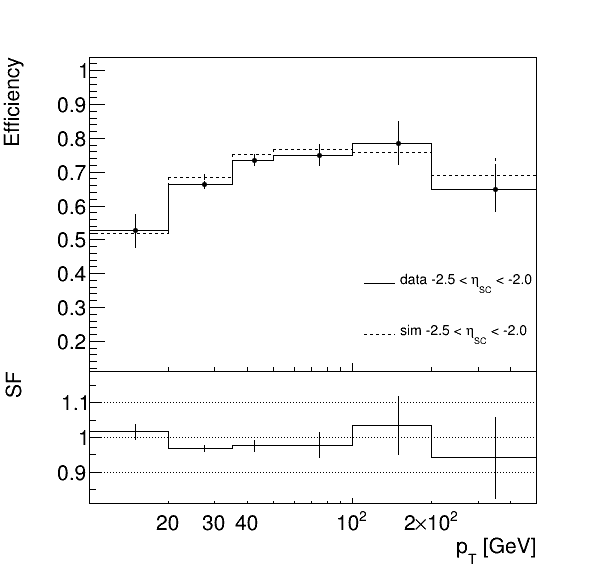 Efficiency
1
0.9
0.8
0.7
0.6
0.5
0.4
0.3
0.2
data -2.5 < η_SC < -2.0
sim -2.5 < η_SC < -2.0
SF
1.1
1
0.9
20 30 40 10² 2×10²
p_T [GeV]